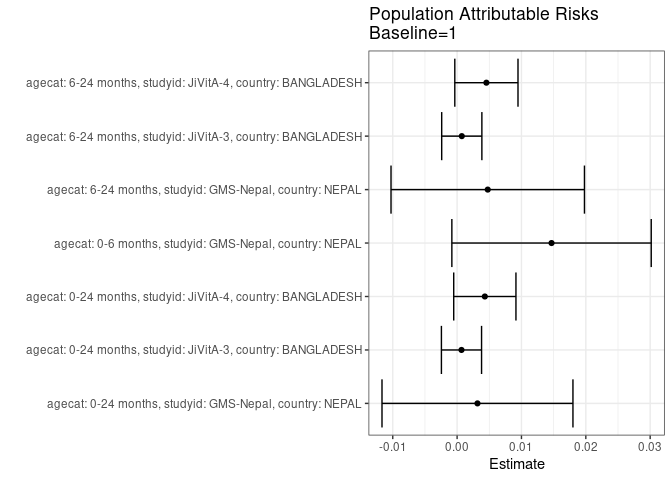 Population Attributable Risks
Baseline=1
agecat: 6-24 months, studyid: JiVitA-4, country: BANGLADESH
agecat: 6-24 months, studyid: JiVitA-3, country: BANGLADESH
agecat: 6-24 months, studyid: GMS-Nepal, country: NEPAL
agecat: 0-6 months, studyid: GMS-Nepal, country: NEPAL
agecat: 0-24 months, studyid: JiVitA-4, country: BANGLADESH
agecat: 0-24 months, studyid: JiVitA-3, country: BANGLADESH
agecat: 0-24 months, studyid: GMS-Nepal, country: NEPAL
-0.01 0.00 0.01 0.02 0.03
Estimate